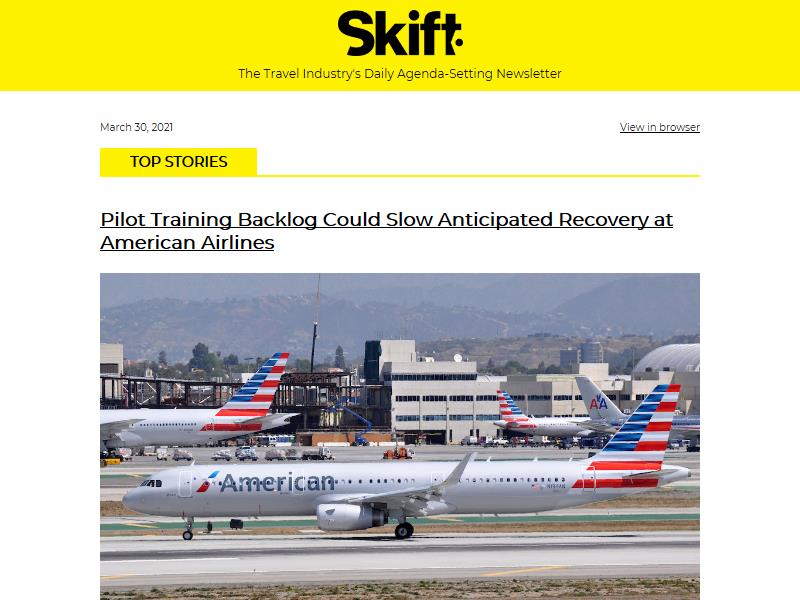 Skift.
The Travel Industry's Daily Agenda-Setting Newsletter
March 30, 2021
View in browser
TOP STORIES
Pilot Training Backlog Could Slow Anticipated Recovery at
American Airlines
AA
American